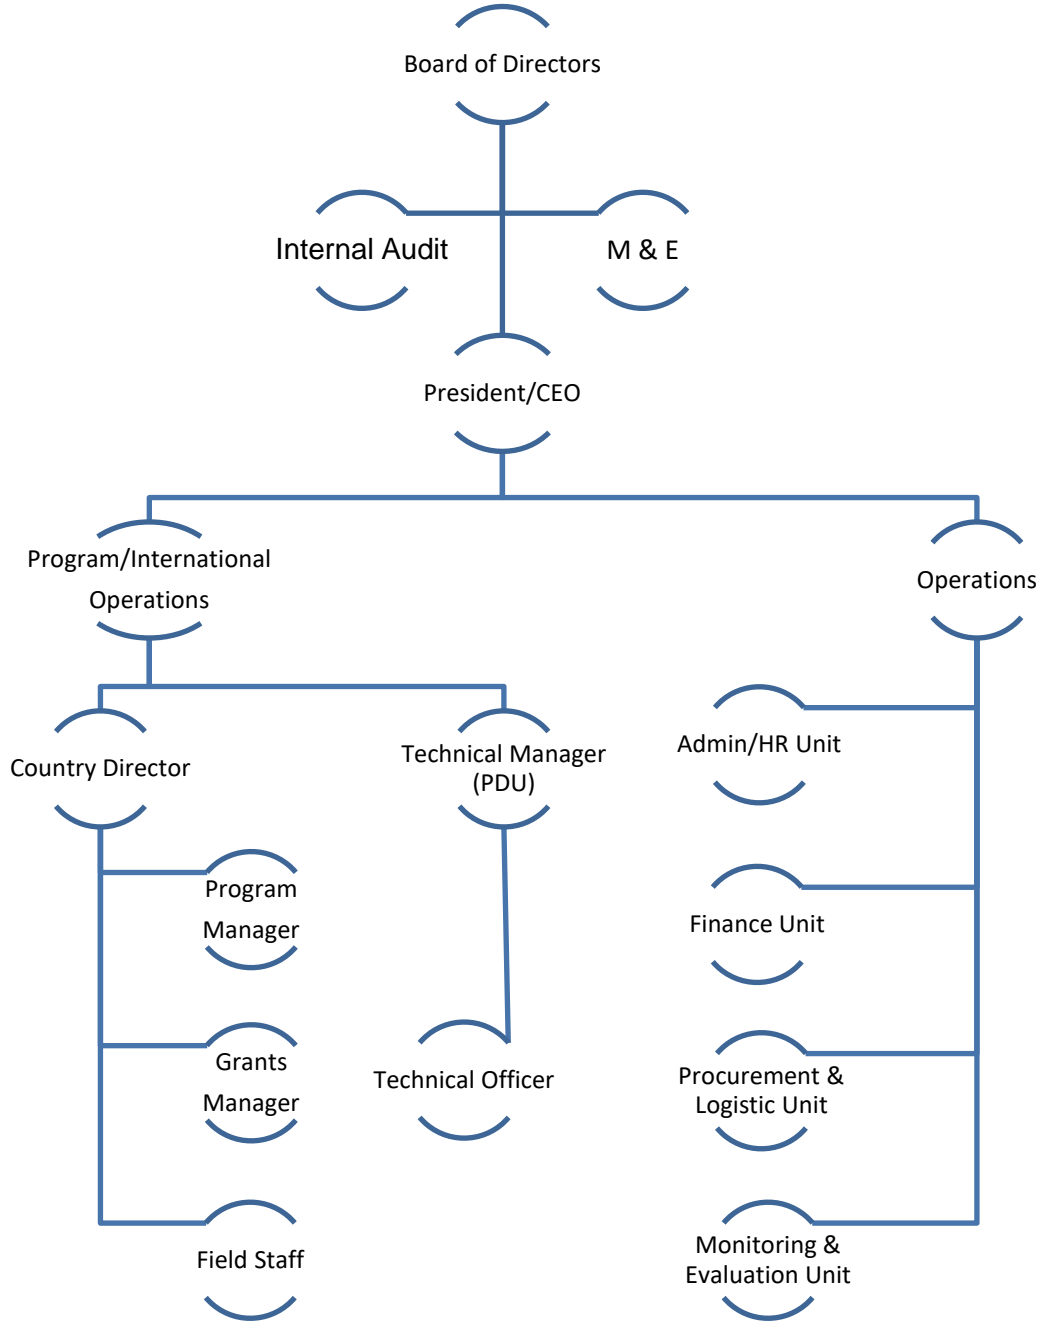 Board of Directors
Internal Audit
M & E
President/CEO
Program/International
Operations
Operations
Country Director
Technical Manager
(PDU)
Admin/HR Unit
Program
Manager
Finance Unit
Grants
Manager
Technical Officer
Procurement &
Logistic Unit
Field Staff
Monitoring &
Evaluation Unit